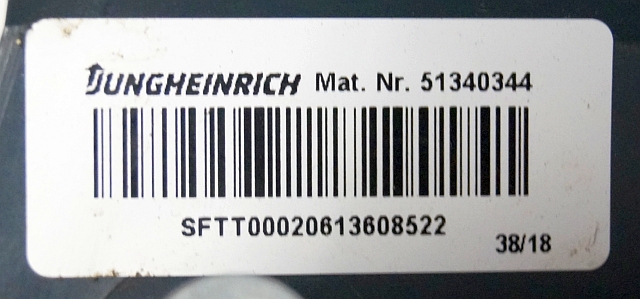 JUNGHEINRICH Mat. Nr. 51340344
SFTT00020613608522
38/18